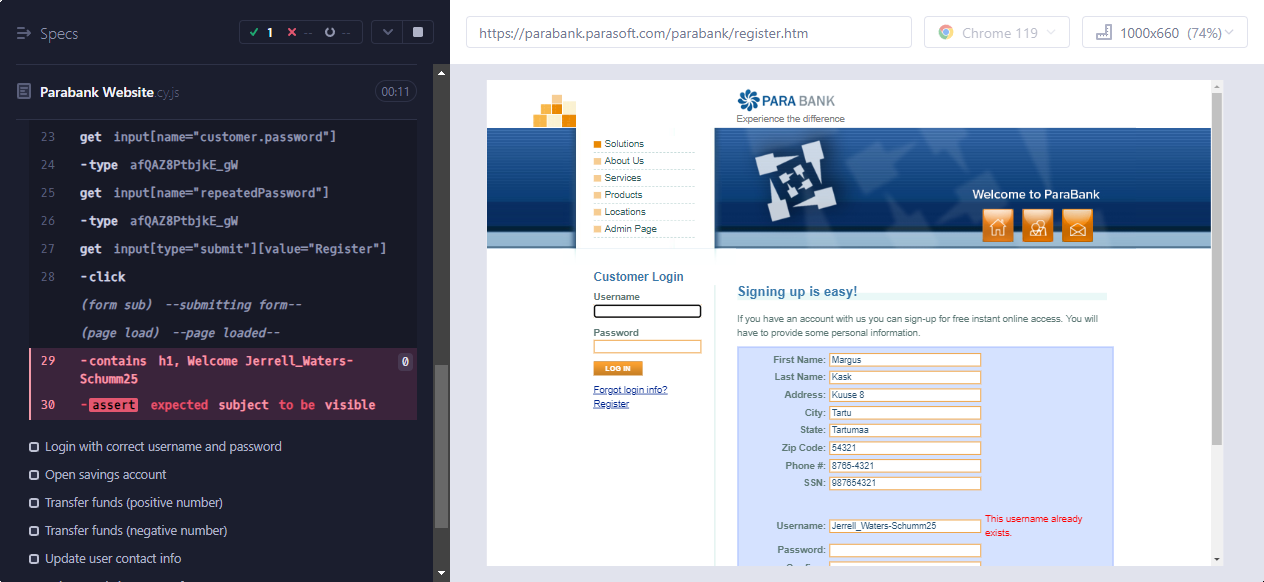 Specs
1
--
--
https://parabank.parasoft.com/parabank/register.htm
Chrome 119
1000x660 (74%)
Parabank Website.cy.js
00:11
23 get input[name="customer.password"]
24 -type afQAZ8PtbjkE_gW
25 get input[name="repeatedPassword"]
26 -type afQAZ8PtbjkE_gW
27 get input[type="submit"][value="Register"]
28 -click
(form sub) --submitting form--
(page load) --page loaded--
29 -contains h1, Welcome Jerrell_Waters-
Schumm25
0
30 -assert expected subject to be visible
Login with correct username and password
Open savings account
Transfer funds (positive number)
Transfer funds (negative number)
Update user contact info
PARA BANK
Experience the difference
Solutions
About Us
Services
Products
Locations
Admin Page
Welcome to ParaBank
Customer Login
Username
Password
LOG IN
Forgot login info?
Register
Signing up is easy!
If you have an account with us you can sign-up for free instant online access. You will
have to provide some personal information.
First Name: Margus
Last Name: Kask
Address: Kuuse 8
City: Tartu
State: Tartumaa
Zip Code: 54321
Phone #: 8765-4321
SSN: 987654321
Username: Jerrell_Waters-Schumm25
This username already
exists.
Password: